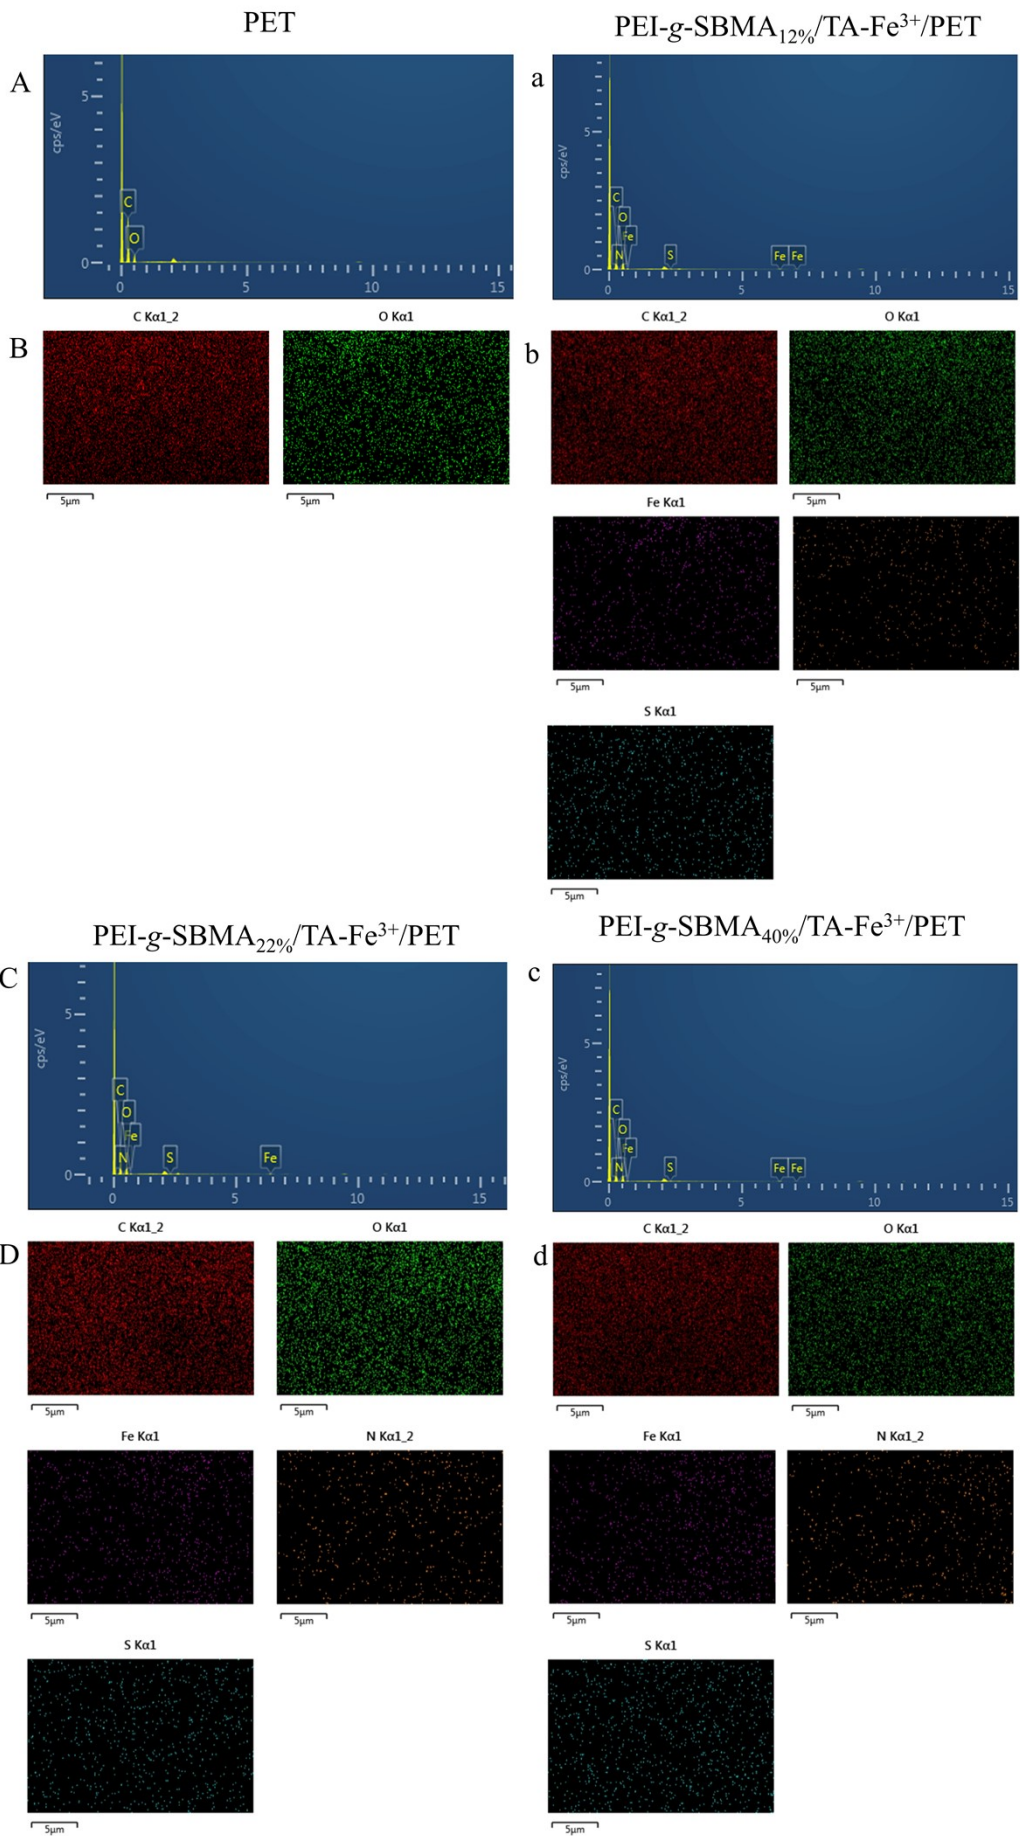 PET
PEI-g-SBMA12%/TA-Fe3+/PET
A
cps/eV
5
0
C
O
0 5 10 15
a
cps/eV
5
0
C
O
Fe
N
S
Fe Fe
0 5 10 15
B
C Kα1_2
O Kα1
5μm
5μm
b
C Kα1_2
O Kα1
5μm
5μm
Fe Kα1
5μm
5μm
S Kα1
5μm
PEI-g-SBMA22%/TA-Fe3+/PET
PEI-g-SBMA40%/TA-Fe3+/PET
C
cps/eV
5
0
C
O
Fe
N
S
Fe
0 5 10 15
c
cps/eV
5
0
C
O
Fe
N
S
Fe Fe
0 5 10 15
D
C Kα1_2
O Kα1
5μm
5μm
Fe Kα1
N Kα1_2
5μm
5μm
S Kα1
5μm
d
C Kα1_2
O Kα1
5μm
5μm
Fe Kα1
N Kα1_2
5μm
5μm
S Kα1
5μm